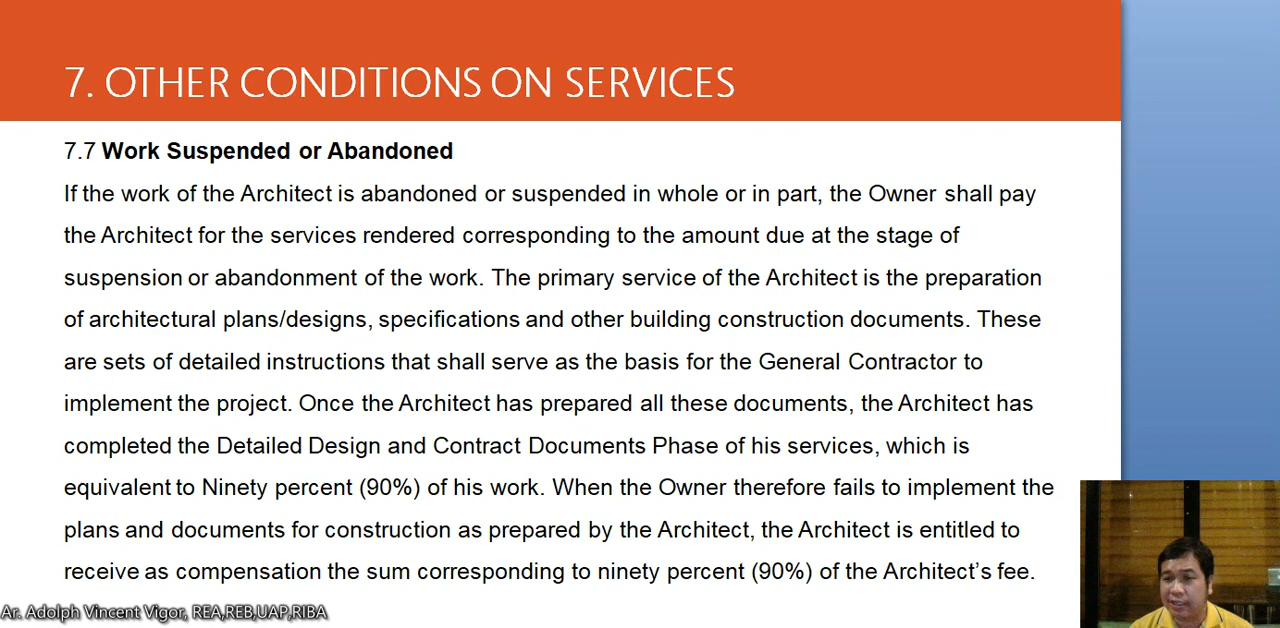 7. OTHER CONDITIONS ON SERVICES
7.7 Work Suspended or Abandoned
If the work of the Architect is abandoned or suspended in whole or in part, the Owner shall pay
the Architect for the services rendered corresponding to the amount due at the stage of
suspension or abandonment of the work. The primary service of the Architect is the preparation
of architectural plans/designs, specifications and other building construction documents. These
are sets of detailed instructions that shall serve as the basis for the General Contractor to
implement the project. Once the Architect has prepared all these documents, the Architect has
completed the Detailed Design and Contract Documents Phase of his services, which is
equivalent to Ninety percent (90%) of his work. When the Owner therefore fails to implement the
plans and documents for construction as prepared by the Architect, the Architect is entitled to
receive as compensation the sum corresponding to ninety percent (90%) of the Architect's fee.
Ar. Adolph Vincent Vigor, REA,REB,UAP,RIBA